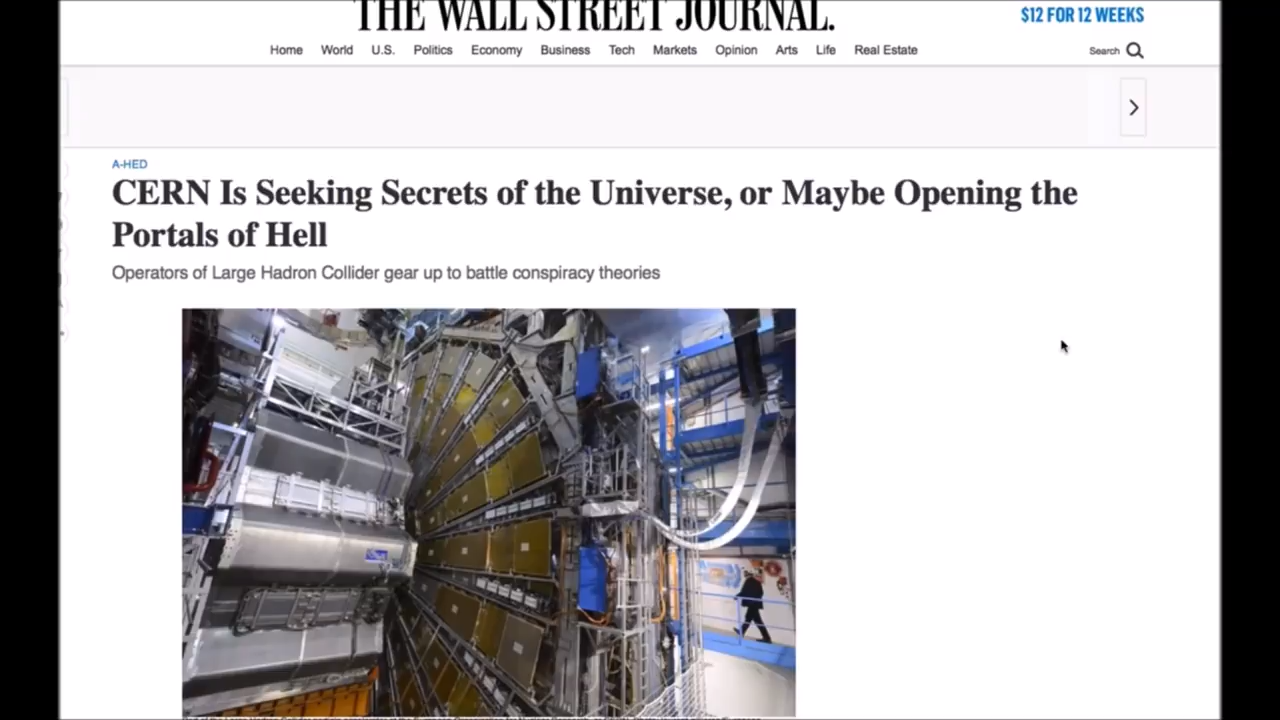 THE WALL STREET JOURNAL.
$12 FOR 12 WEEKS
Home World U.S. Politics Economy Business Tech Markets Opinion Arts Life Real Estate
Search
A-HED
CERN Is Seeking Secrets of the Universe, or Maybe Opening the
Portals of Hell
Operators of Large Hadron Collider gear up to battle conspiracy theories